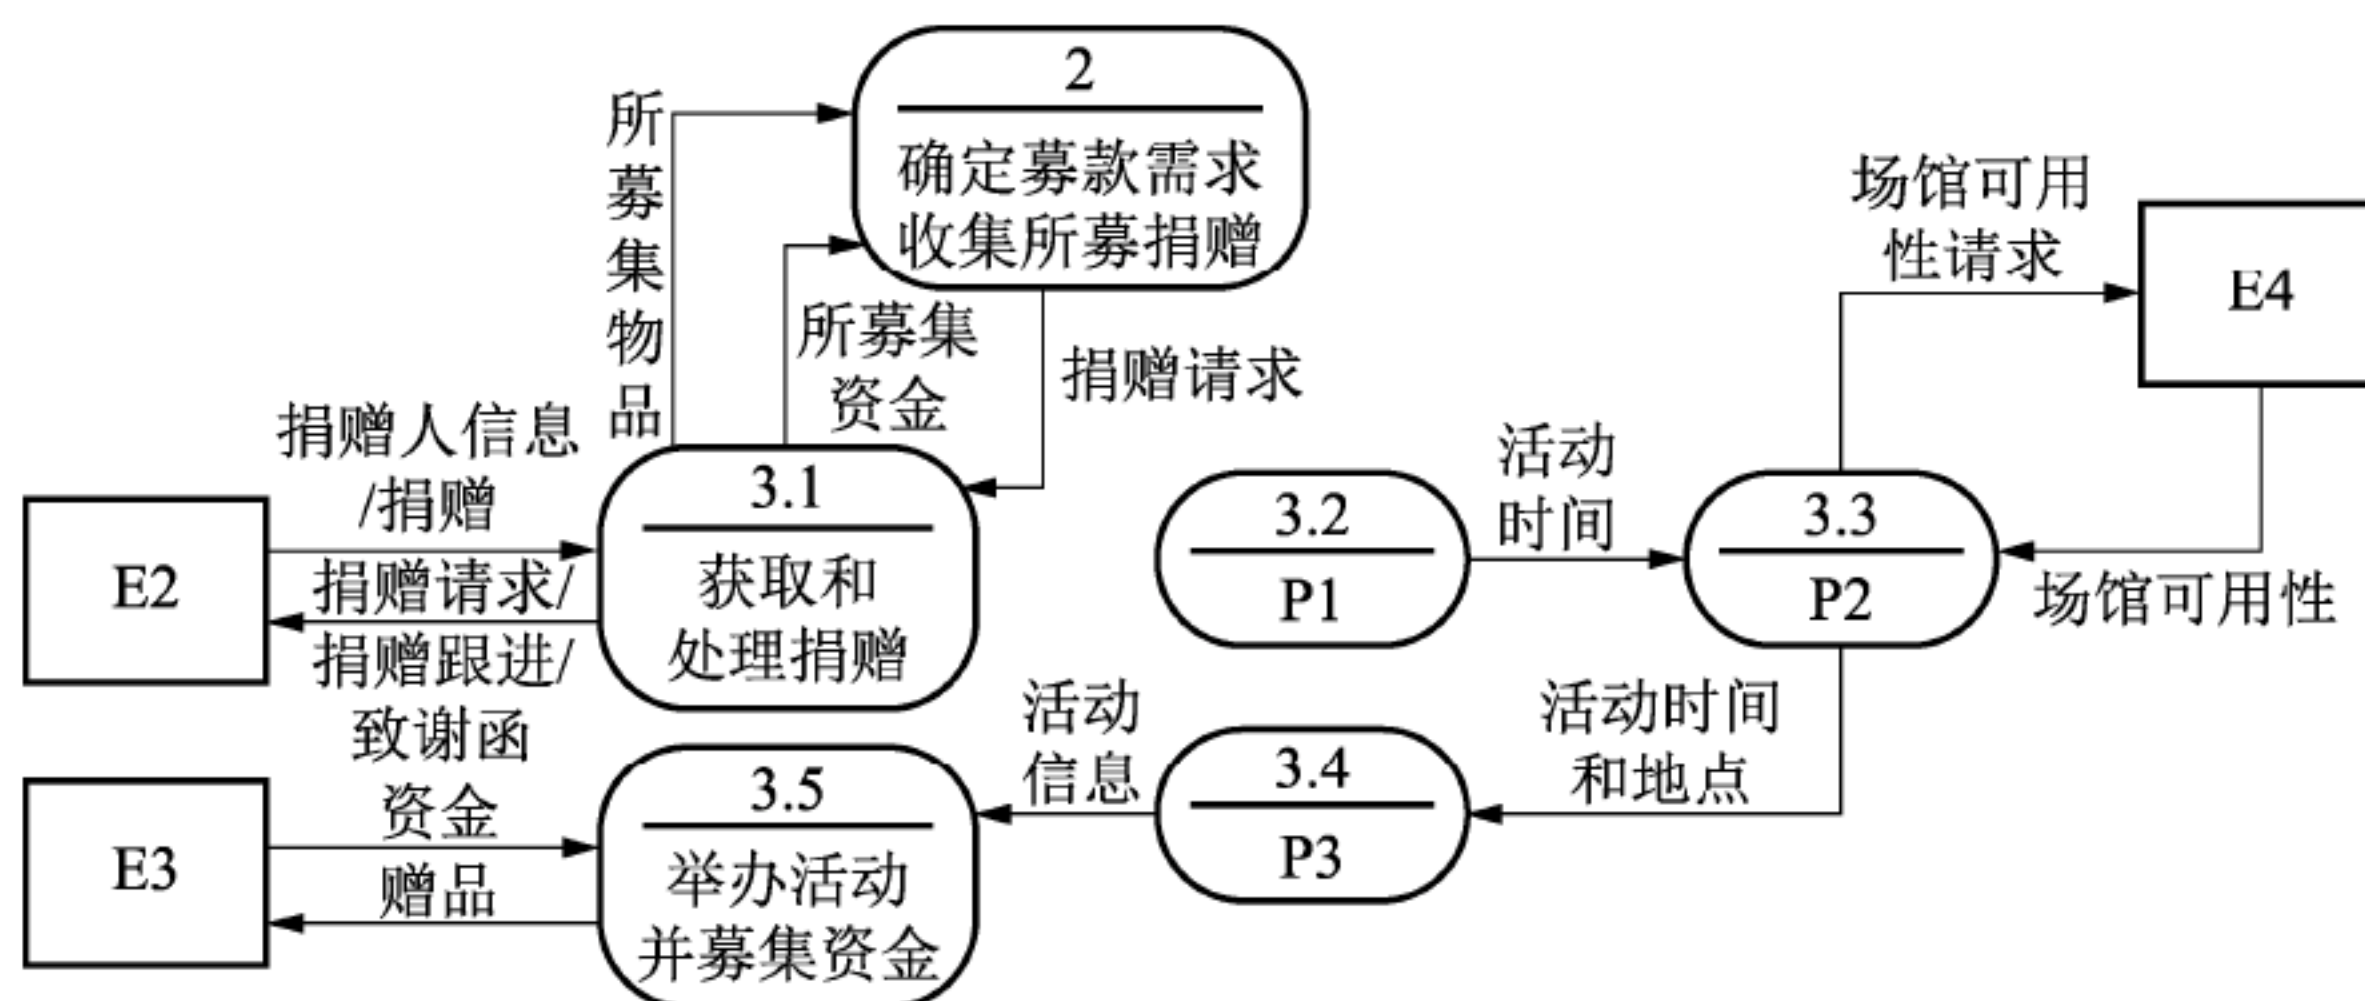 2
确定募款需求
收集所募捐赠
所募集物品
所募集
资金
捐赠请求
场馆可用
性请求
E4
场馆可用性
捐赠人信息
/捐赠
捐赠请求/
捐赠跟进/
致谢函
E2
3.1
获取和
处理捐赠
3.2
P1
活动
时间
3.3
P2
活动时间
和地点
3.4
P3
活动
信息
3.5
举办活动
并募集资金
资金
赠品
E3